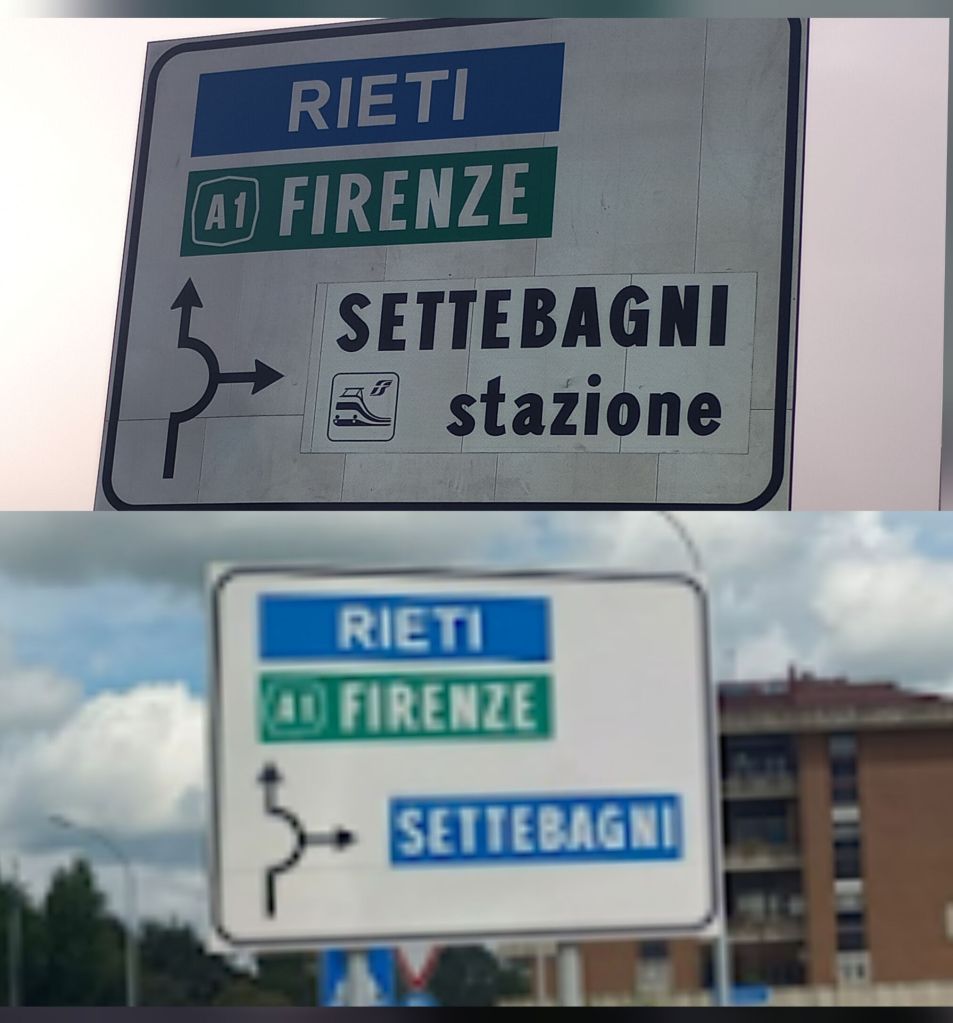 RIETI
A1 FIRENZE
SETTEBAGNI
stazione
RIETI
A1 FIRENZE
SETTEBAGNI